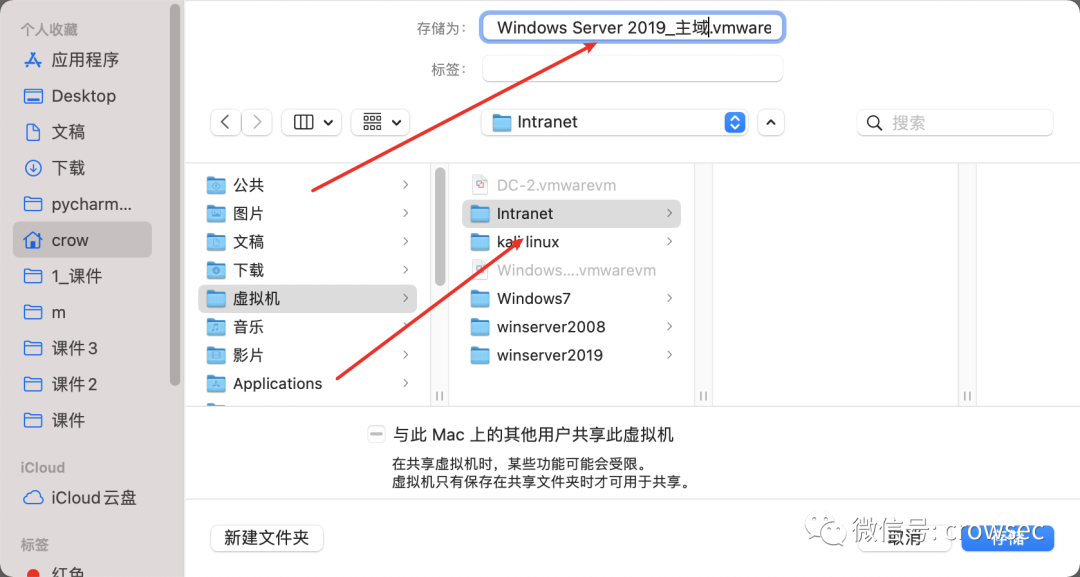 个人收藏
应用程序
Desktop
文稿
下载
pycharm...
crow
1_课件
m
课件3
课件2
课件
iCloud
iCloud云盘
标签
红色
存储为：
Windows Server 2019_主域.vmware
标签：
Intranet
搜索
公共
图片
文稿
下载
虚拟机
音乐
影片
Applications
DC-2.vmwarevm
Intranet
kali linux
Windows....vmwarevm
Windows7
winserver2008
winserver2019
与此 Mac 上的其他用户共享此虚拟机
在共享虚拟机时，某些功能可能会受限。
虚拟机只有保存在共享文件夹时才可用于共享。
新建文件夹
取消
存储
微信号: crowsec